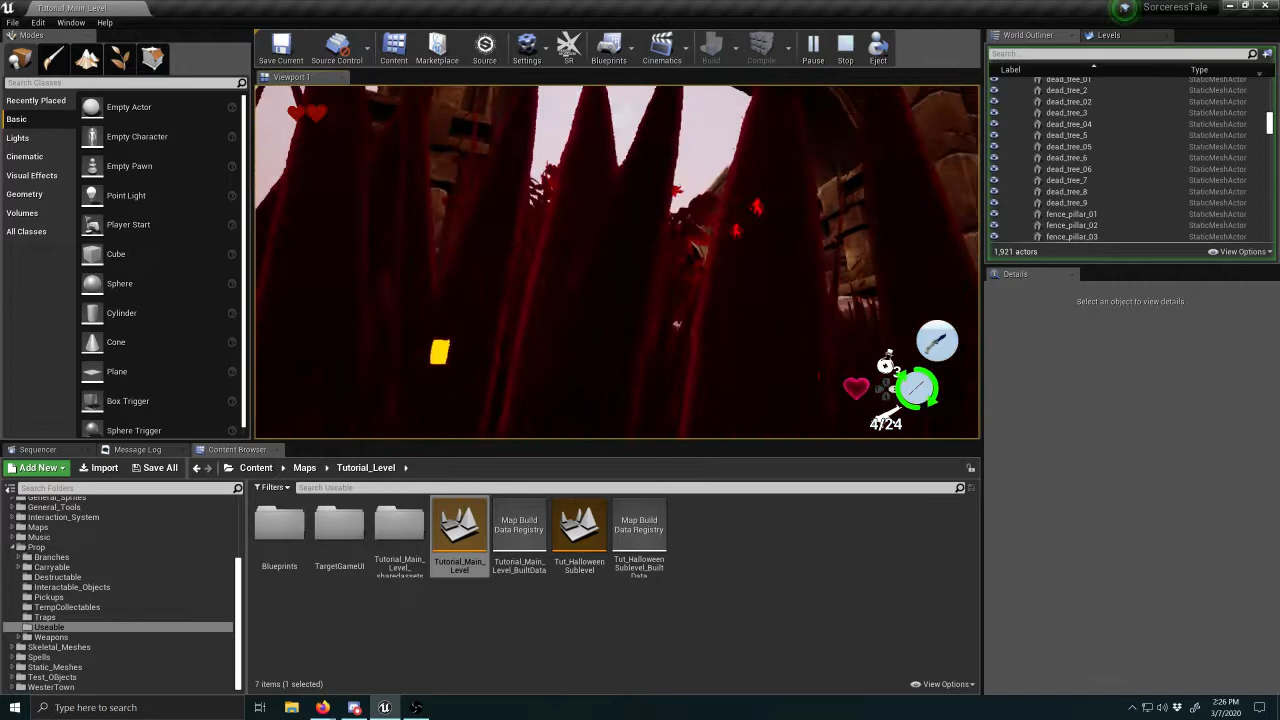 Tutorial_Main_Level
SorceressTale
File Edit Window Help
Modes
Save Current
Source Control
Content
Marketplace
Source
Settings
Blueprints
Cinematics
Build
Compile
Pause
Stop
Eject
World Outliner
Levels
Search Classes
Viewport 1
Search...
Label
Type
Recently Placed
Basic
Lights
Cinematic
Visual Effects
Geometry
Volumes
All Classes
Empty Actor
Empty Character
Empty Pawn
Point Light
Player Start
Cube
Sphere
Cylinder
Cone
Plane
Box Trigger
Sphere Trigger
dead_tree_01 StaticMeshActor
dead_tree_2 StaticMeshActor
dead_tree_02 StaticMeshActor
dead_tree_3 StaticMeshActor
dead_tree_04 StaticMeshActor
dead_tree_5 StaticMeshActor
dead_tree_05 StaticMeshActor
dead_tree_6 StaticMeshActor
dead_tree_06 StaticMeshActor
dead_tree_7 StaticMeshActor
dead_tree_8 StaticMeshActor
dead_tree_9 StaticMeshActor
fence_pillar_01 StaticMeshActor
fence_pillar_02 StaticMeshActor
fence_pillar_03 StaticMeshActor
1,921 actors
View Options
Details
Select an object to view details
3
4/24
Sequencer
Message Log
Content Browser
Add New
Import
Save All
Content
Maps
Tutorial_Level
Search Folders
Filters
Search Useable
General_Sprites
General_Tools
Interaction_System
Maps
Music
Prop
Branches
Carryable
Destructable
Interactable_Objects
Pickups
TempCollectables
Traps
Useable
Weapons
Skeletal_Meshes
Spells
Static_Meshes
Test_OBjects
WesterTown
Map Build
Data Registry
Map Build
Data Registry
Blueprints
TargetGameUI
Tutorial_Main_
Level_
sharedassets
Tutorial_Main_
Level
Tutorial_Main_
Level_BuiltData
Tut_Halloween
Sublevel
Tut_Halloween
Sublevel_Built
Data
7 items (1 selected)
View Options
Type here to search
2:26 PM
3/7/2020